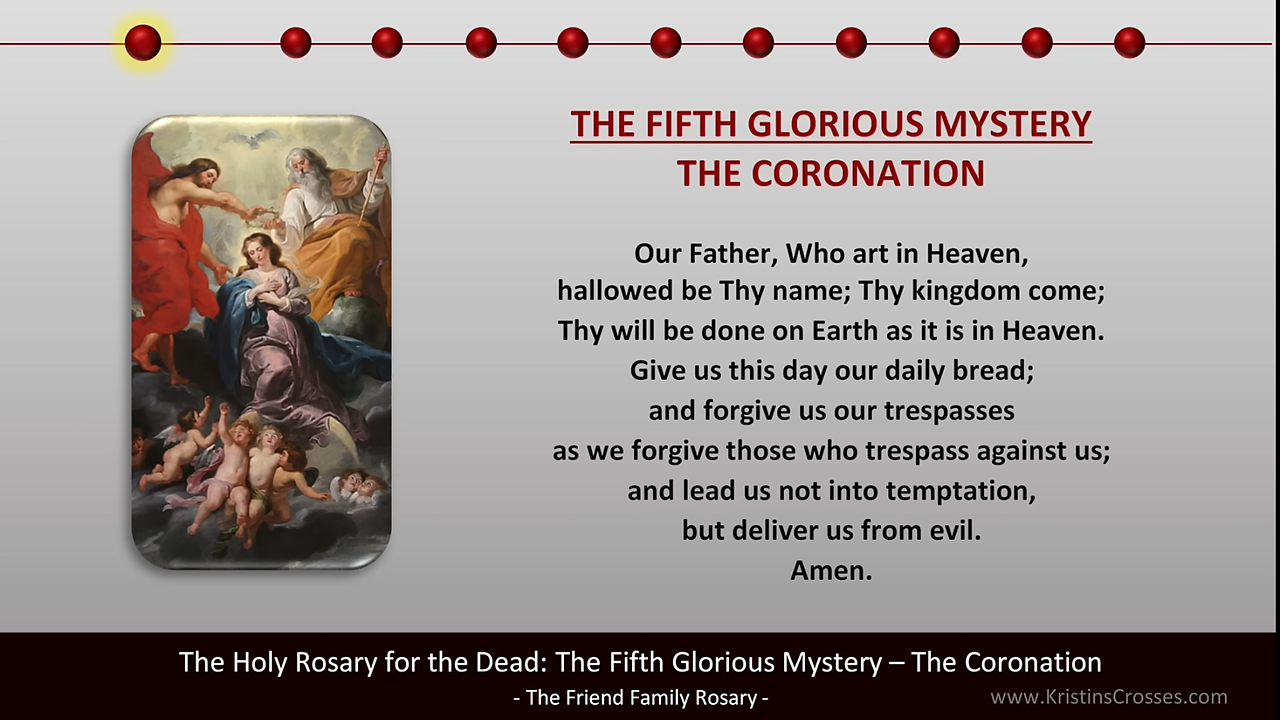 THE FIFTH GLORIOUS MYSTERY
THE CORONATION
Our Father, Who art in Heaven,
hallowed be Thy name; Thy kingdom come;
Thy will be done on Earth as it is in Heaven.
Give us this day our daily bread;
and forgive us our trespasses
as we forgive those who trespass against us;
and lead us not into temptation,
but deliver us from evil.
Amen.
The Holy Rosary for the Dead: The Fifth Glorious Mystery – The Coronation
- The Friend Family Rosary -
www.KristinsCrosses.com